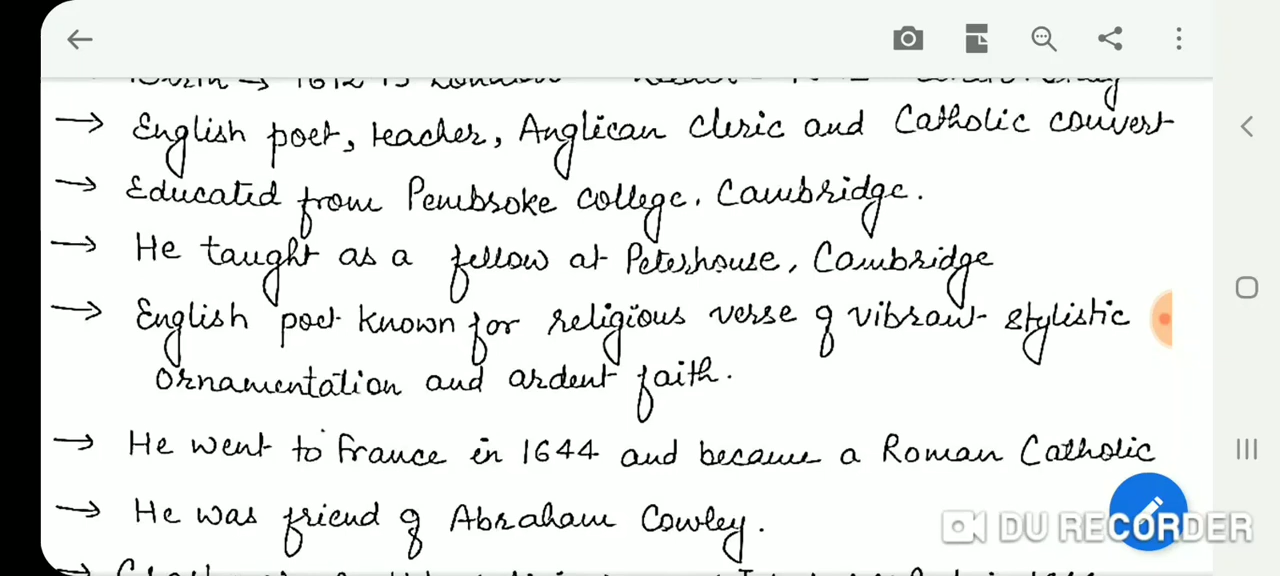 → 1612 London
→ English poet, teacher, Anglican cleric and Catholic convert
→ Educated from Pembroke college, Cambridge.
→ He taught as a fellow at Peterhouse, Cambridge
→ English poet known for religious verse of vibrant stylistic
ornamentation and ardent faith.
→ He went to France in 1644 and became a Roman Catholic
→ He was friend of Abraham Cowley.
DU RECORDER